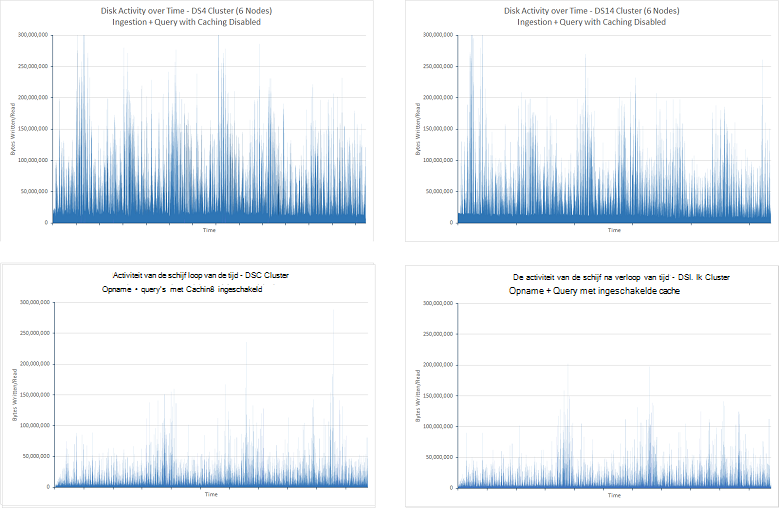 Disk Activity over Time - DS4 Cluster (6 Nodes)
Ingestion + Query with Caching Disabled
300,000,000
250,000,000
200,000,000
150,000,000
100,000,000
50,000,000
0
Bytes Written/Read
Time
Disk Activity over Time - DS14 Cluster (6 Nodes)
Ingestion + Query with Caching Disabled
300,000,000
250,000,000
200,000,000
150,000,000
100,000,000
50,000,000
0
Bytes Written/Read
Time
Activiteit van de schijf loop van de tijd - DSC Cluster
Opname • query's met Cachin8 ingeschakeld
300,000,000
250,000,000
200,000,000
150,000,000
100,000,000
50,000,000
0
Bytes Written/Read
Time
De activiteit van de schijf na verloop van tijd - DSI. Ik Cluster
Opname + Query met ingeschakelde cache
300,000,000
250,000,000
200,000,000
150,000,000
100,000,000
50,000,000
0
Bytes Written/Read
Time